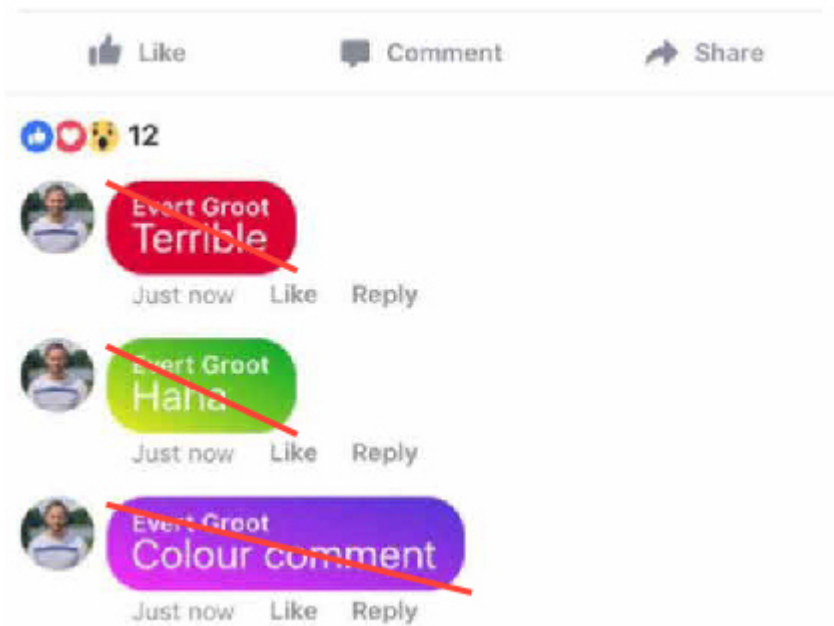 Like Comment Share
12
Evert Groot
Terrible
Just now Like Reply
Evert Groot
Haha
Just now Like Reply
Evert Groot
Colour comment
Just now Like Reply